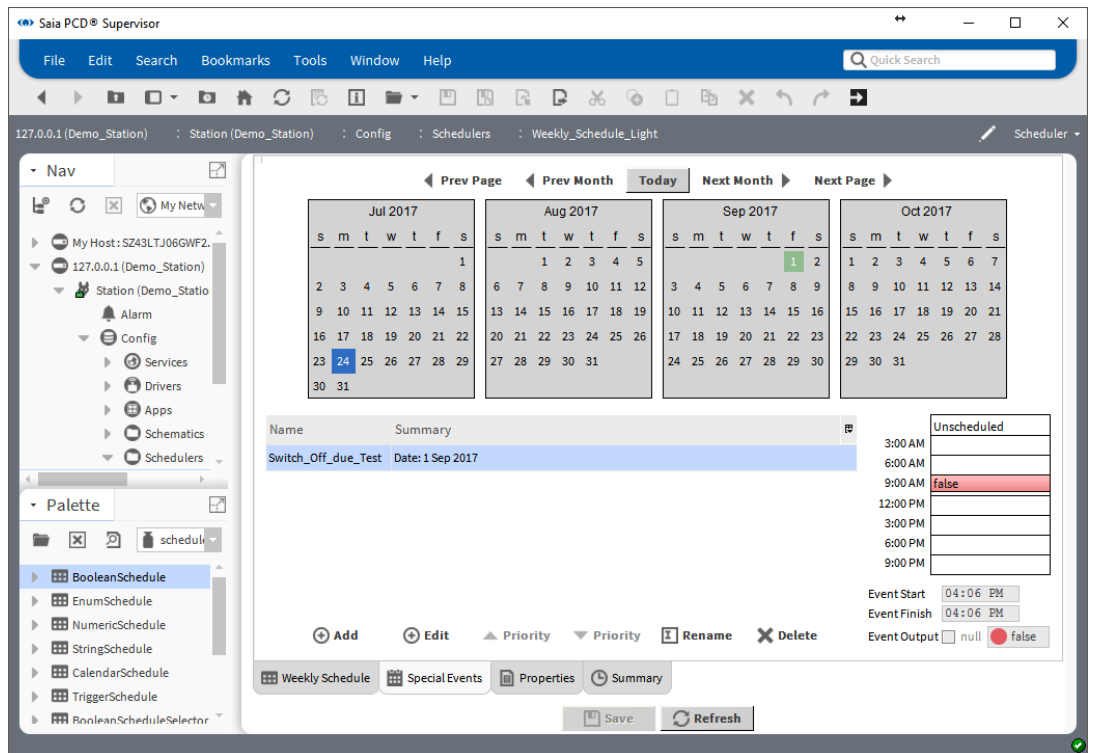 Saia PCD® Supervisor
File Edit Search Bookmarks Tools Window Help
Quick Search
127.0.0.1 (Demo_Station) : Station (Demo_Station) : Config : Schedulers : Weekly_Schedule_Light
Scheduler
Nav
My Netw
My Host : SZ43LTJ06GWF2.
127.0.0.1 (Demo_Station)
Station (Demo_Statio
Alarm
Config
Services
Drivers
Apps
Schematics
Schedulers
Palette
schedule
BooleanSchedule
EnumSchedule
NumericSchedule
StringSchedule
CalendarSchedule
TriggerSchedule
BooleanScheduleSelector
Prev Page Prev Month Today Next Month Next Page
Jul 2017
s m t w t f s
1
2 3 4 5 6 7 8
9 10 11 12 13 14 15
16 17 18 19 20 21 22
23 24 25 26 27 28 29
30 31
Aug 2017
s m t w t f s
1 2 3 4 5
6 7 8 9 10 11 12
13 14 15 16 17 18 19
20 21 22 23 24 25 26
27 28 29 30 31
Sep 2017
s m t w t f s
1 2
3 4 5 6 7 8 9
10 11 12 13 14 15 16
17 18 19 20 21 22 23
24 25 26 27 28 29 30
Oct 2017
s m t w t f s
1 2 3 4 5 6 7
8 9 10 11 12 13 14
15 16 17 18 19 20 21
22 23 24 25 26 27 28
29 30 31
Name Summary
Switch_Off_due_Test Date: 1 Sep 2017
Unscheduled
3:00 AM
6:00 AM
9:00 AM false
12:00 PM
3:00 PM
6:00 PM
9:00 PM
Event Start 04:06 PM
Event Finish 04:06 PM
Event Output null false
Add Edit Priority Priority Rename Delete
Weekly Schedule Special Events Properties Summary
Save Refresh